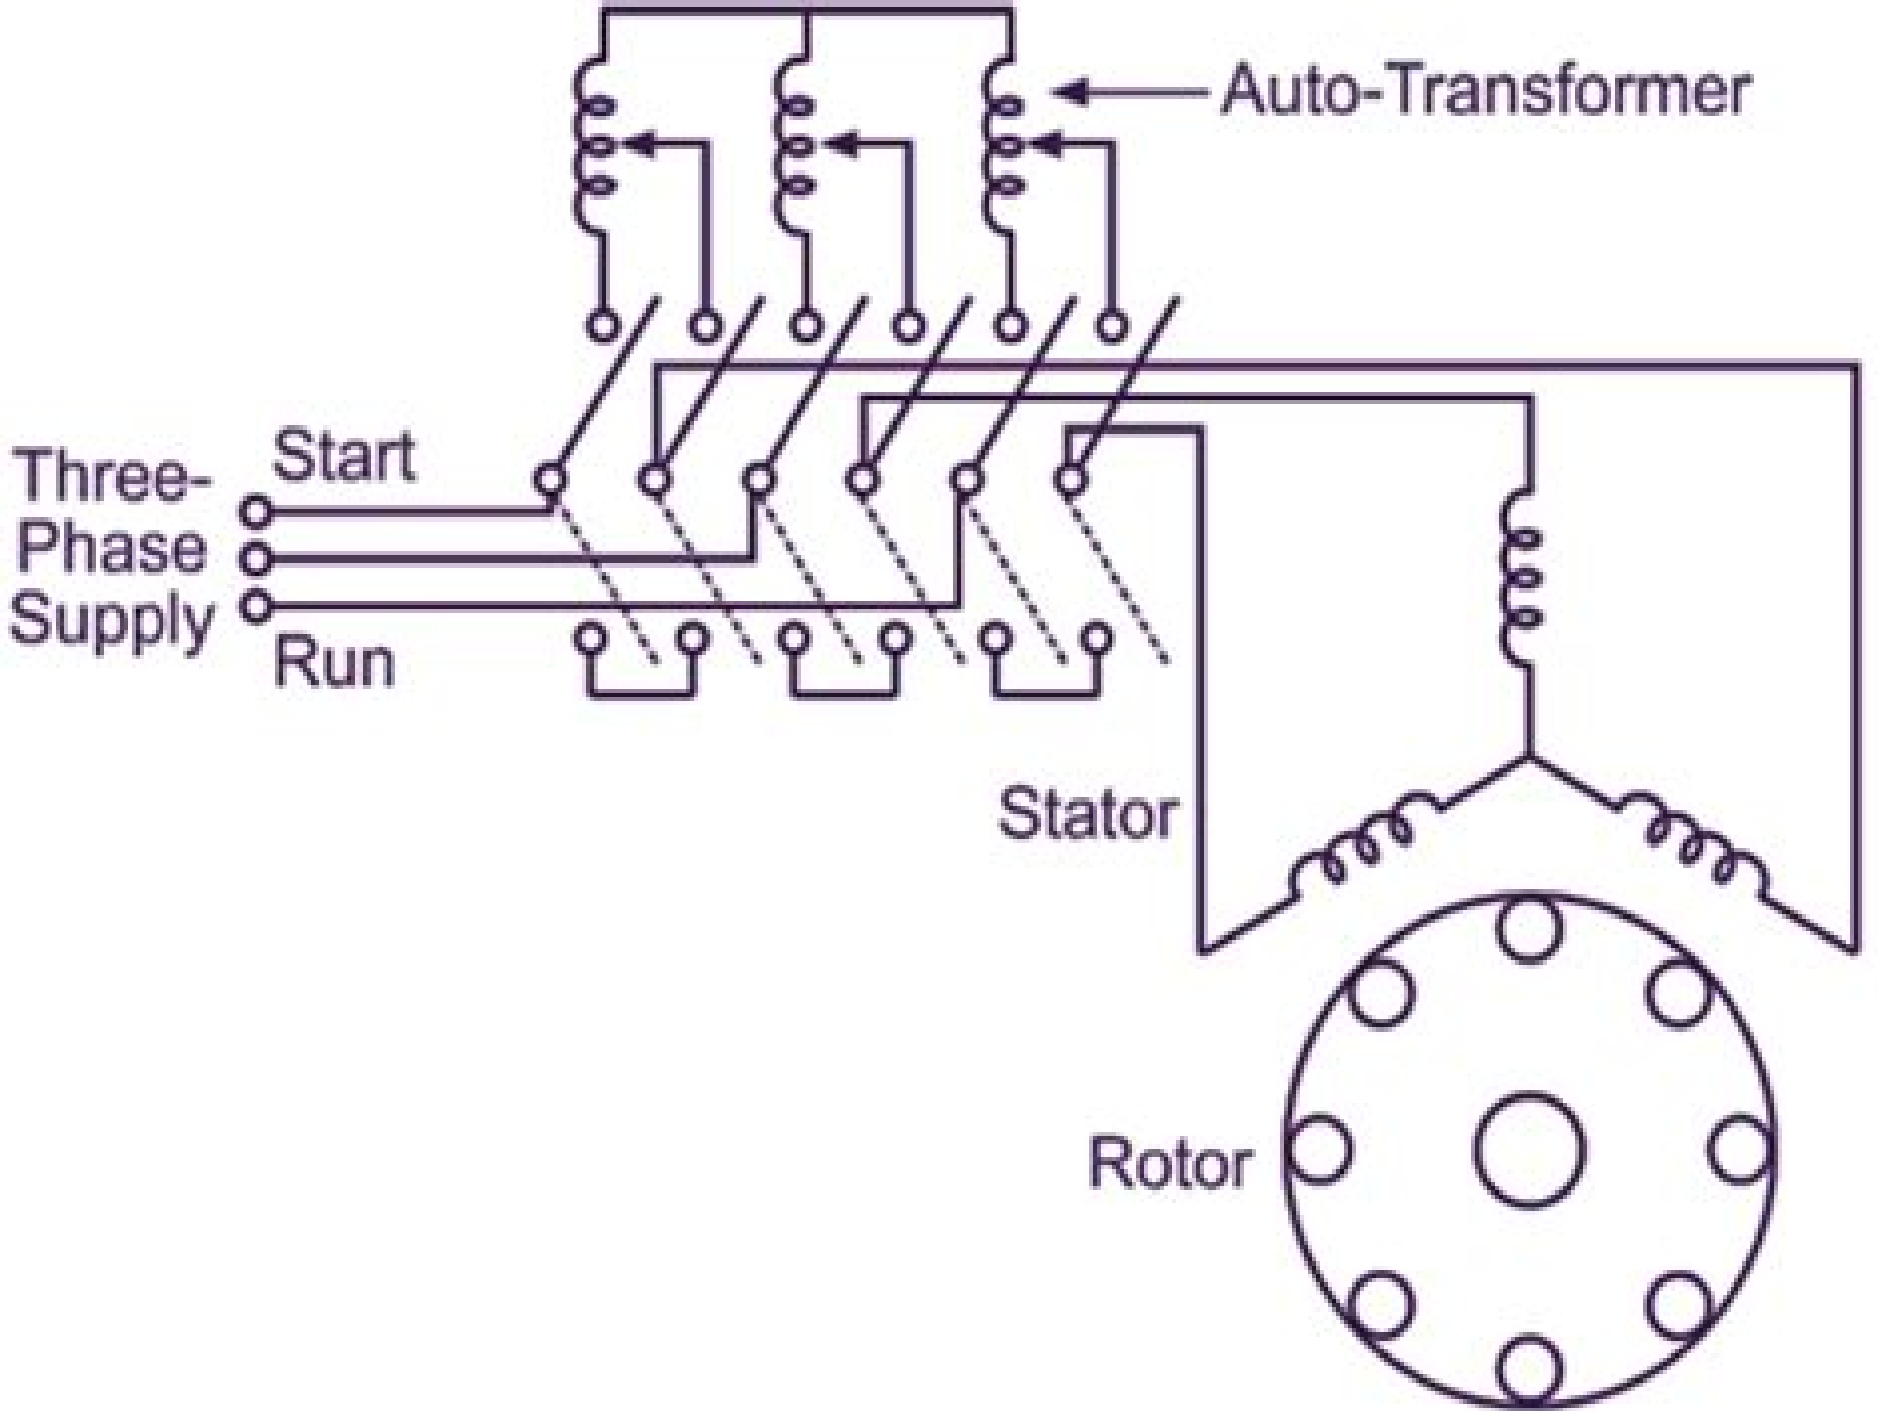 Auto-Transformer
Start
Three-
Phase
Supply
Run
Stator
Rotor